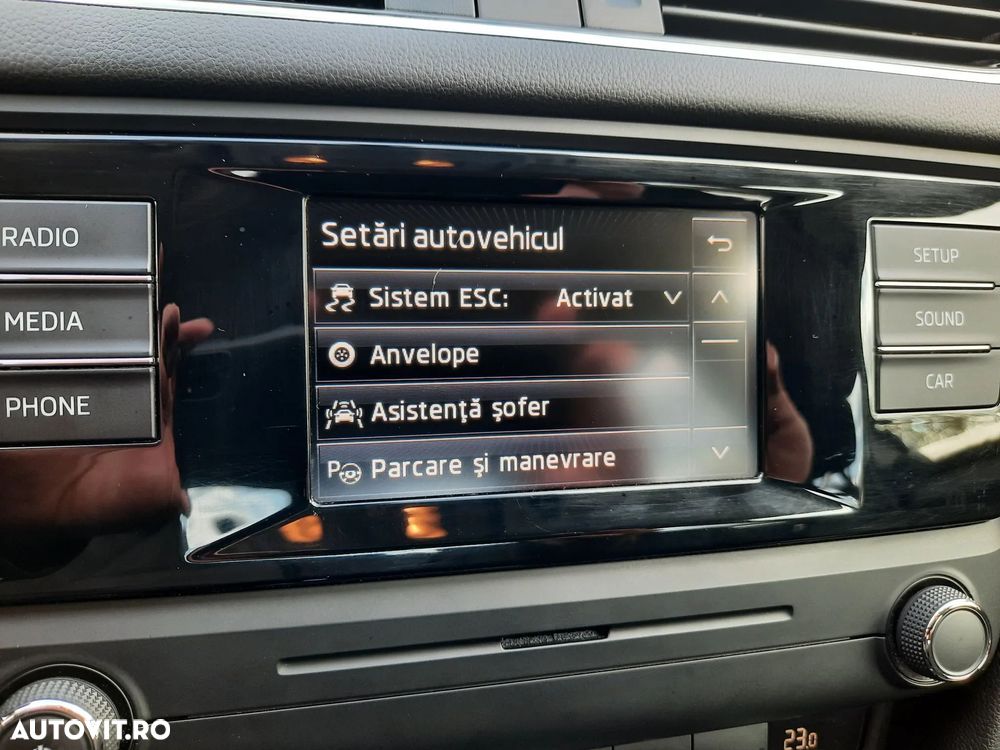 RADIO
MEDIA
PHONE
Setări autovehicul
Sistem ESC: Activat
Anvelope
Asistență șofer
P Parcare și manevrare
SETUP
SOUND
CAR
23.0
AUTOVIT.RO